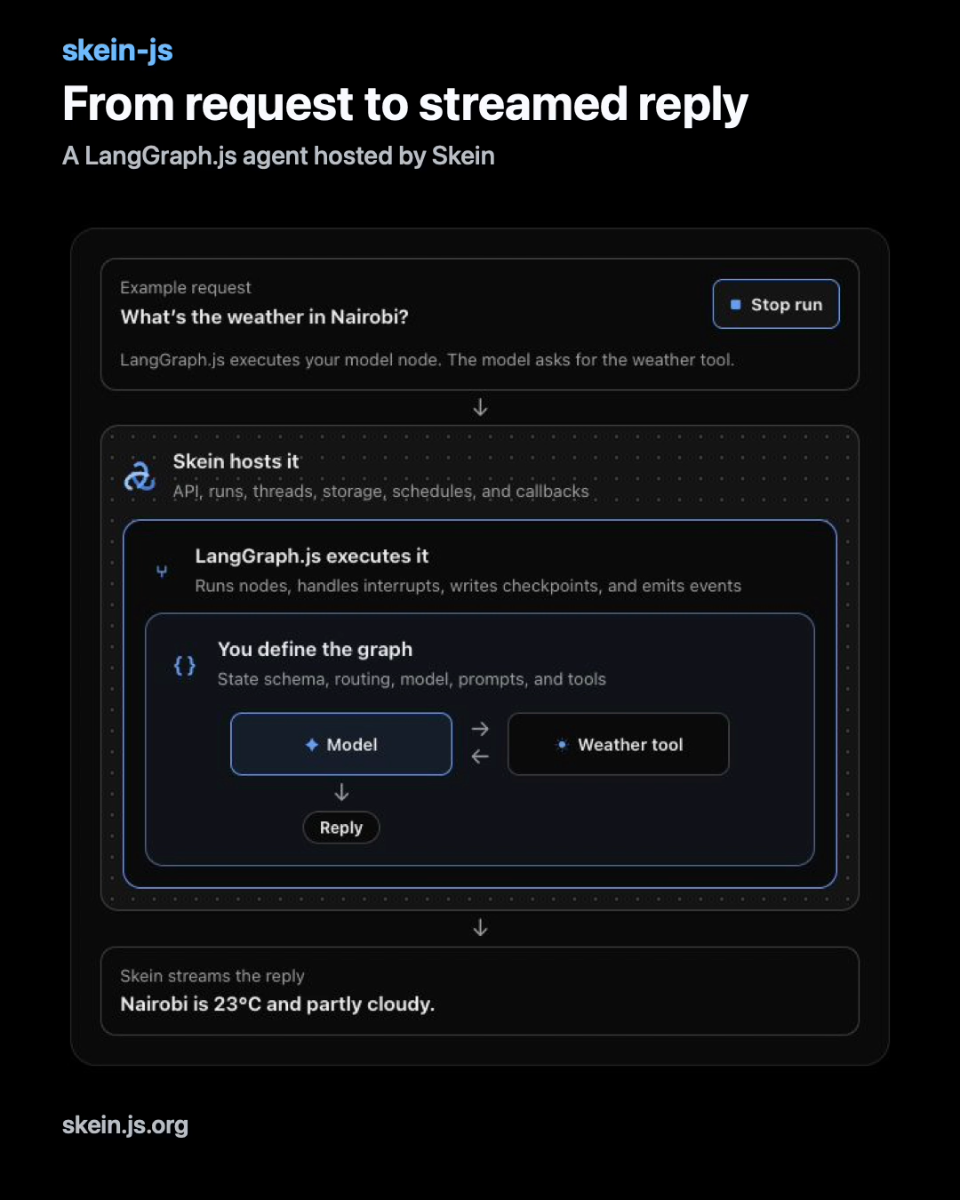 skein-js
From request to streamed reply
A LangGraph.js agent hosted by Skein
Example request
What's the weather in Nairobi?
Stop run
LangGraph.js executes your model node. The model asks for the weather tool.
↓
Skein hosts it
API, runs, threads, storage, schedules, and callbacks
LangGraph.js executes it
Runs nodes, handles interrupts, writes checkpoints, and emits events
{ }
You define the graph
State schema, routing, model, prompts, and tools
Model
→
←
Weather tool
↓
Reply
↓
Skein streams the reply
Nairobi is 23°C and partly cloudy.
skein.js.org